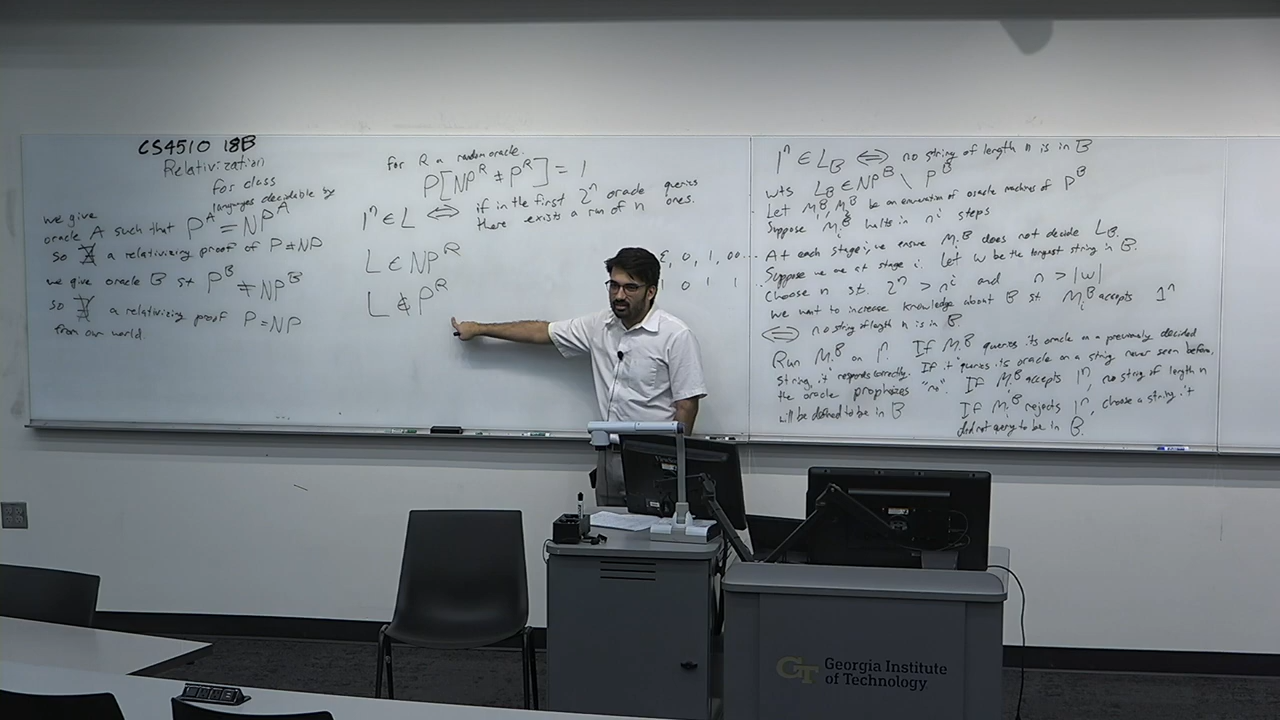 CS4510 18B
Relativization
for class
languages decidable by
we give
oracle A such that P^A = NP^A
so ∄ a relativizing proof of P≠NP
we give oracle B st P^B ≠ NP^B
so ∄ a relativizing proof P=NP
from our world.
for R a random oracle.
P[NP^R ≠ P^R] = 1
1^n ∈ L ⟺ if in the first 2^n oracle queries
there exists a run of n ones.
L ∈ NP^R
L ∉ P^R
ε, 0, 1, 00...
1 0 1 1
1^n ∈ L_B ⟺ no string of length n is in B
wts L_B ∈ NP^B \ P^B
Let M_1^B, M_2^B be an enumeration of oracle machines of P^B
Suppose M_i^B halts in n^i steps
At each stage i, we ensure M_i^B does not decide L_B.
Suppose we are at stage i. Let w be the longest string in B.
Choose n st. 2^n > n^i and n > |w|
We want to increase knowledge about B st M_i^B accepts 1^n
⟺ no string of length n is in B.
Run M_i^B on 1^n. If M_i^B queries its oracle on a previously decided
string, it responds correctly. If it queries its oracle on a string never seen before,
the oracle prophesizes "no". If M_i^B accepts 1^n, no string of length n
will be defined to be in B
If M_i^B rejects 1^n, choose a string it
did not query to be in B.
GT Georgia Institute
of Technology